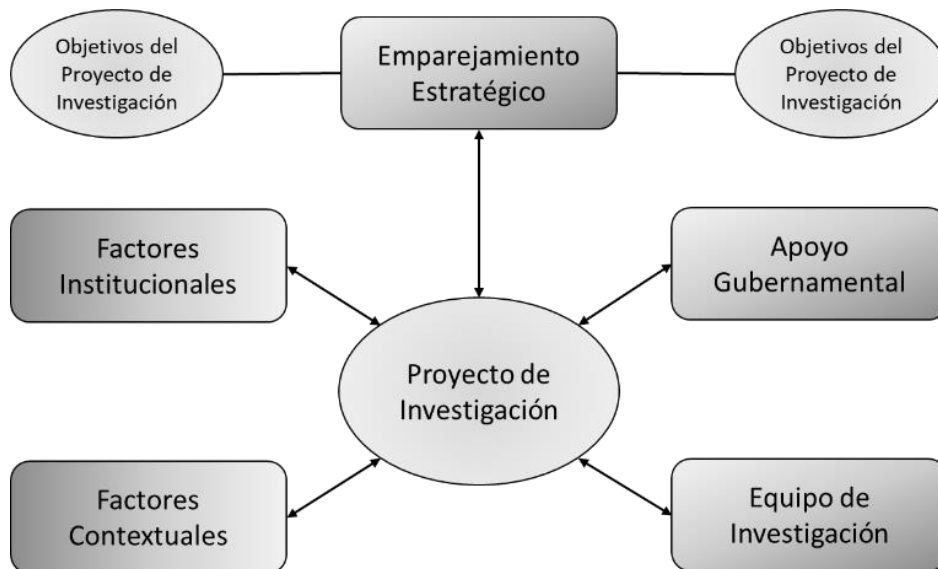 Objetivos del
Proyecto de
Investigación
Emparejamiento
Estratégico
Objetivos del
Proyecto de
Investigación
Factores
Institucionales
Apoyo
Gubernamental
Proyecto de
Investigación
Factores
Contextuales
Equipo de
Investigación